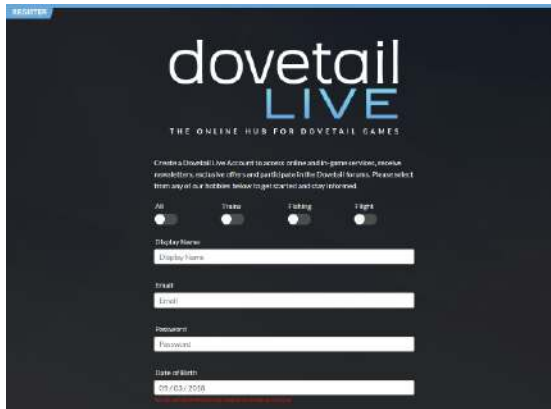 REGISTER
dovetail
LIVE
THE ONLINE HUB FOR DOVETAIL GAMES
Create a Dovetail Live Account to access online and in-game services, receive
newsletters, exclusive offers and participate in the Dovetail forums. Please select
from any of our hobbies below to get started and stay informed.
All Trains Fishing Flight
Display Name
Display Name
Email
Email
Password
Password
Date of Birth